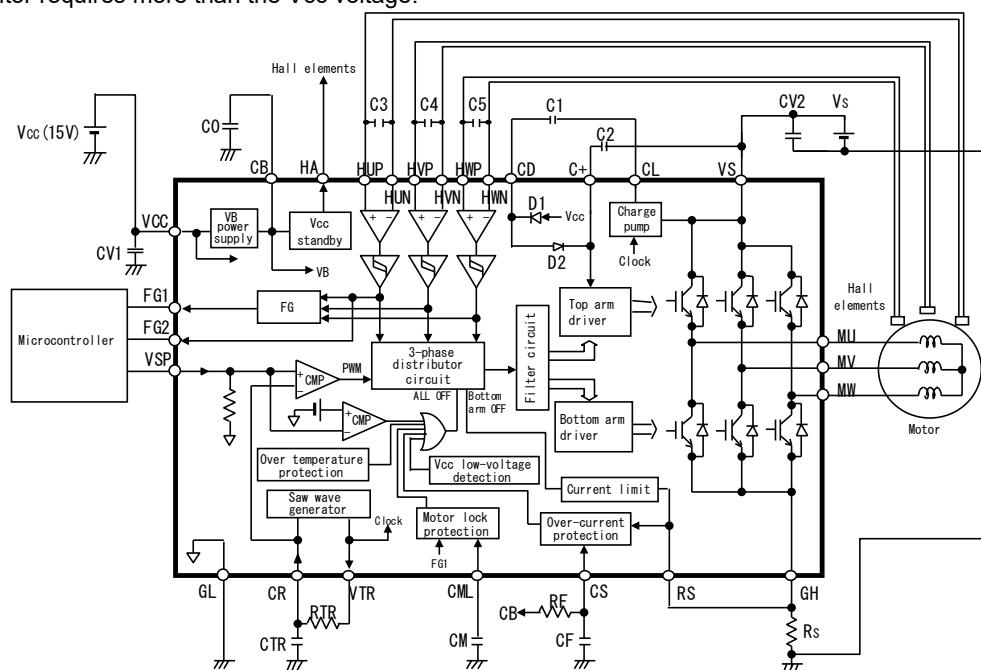 requires more than the Vcc voltage.
Hall elements
C3
C4
C5
C1
CV2
Vs
Vcc (15V)
C0
C2
CB
HA
HUP
HVP
HWP
CD
C+
CL
VS
HUN
HVN
HWN
VCC
VB power supply
Vcc standby
D1
Vcc
Charge pump
CV1
D2
VB
Clock
Hall elements
FG1
FG
Top arm driver
Microcontroller
FG2
MU
VSP
3-phase distributor circuit
Filter circuit
PWM
+
-
CMP
MV
ALL OFF
Bottom arm OFF
MW
+
-
CMP
Bottom arm driver
Motor
Over temperature protection
Vcc low-voltage detection
Current limit
Saw wave generator
Clock
Motor lock protection
Over-current protection
FG1
GL
CR
VTR
CML
CS
RS
GH
RTR
CB
RF
Rs
CTR
CM
CF